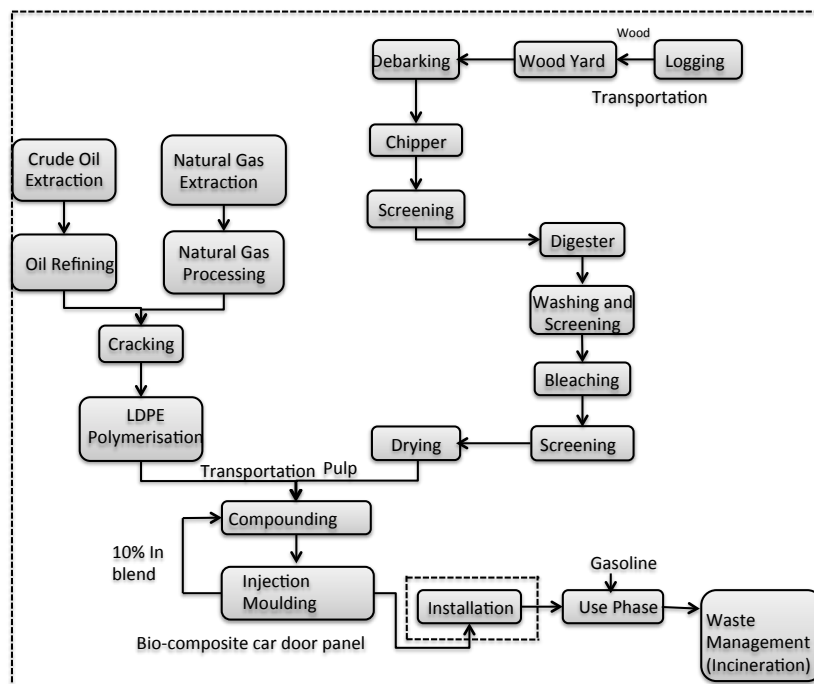 Wood
Debarking
Wood Yard
Logging
Transportation
Chipper
Crude Oil
Extraction
Natural Gas
Extraction
Screening
Digester
Oil Refining
Natural Gas
Processing
Washing and
Screening
Cracking
Bleaching
LDPE
Polymerisation
Drying
Screening
Transportation
Pulp
Compounding
10% In
blend
Injection
Moulding
Gasoline
Installation
Use Phase
Waste
Management
(Incineration)
Bio-composite car door panel